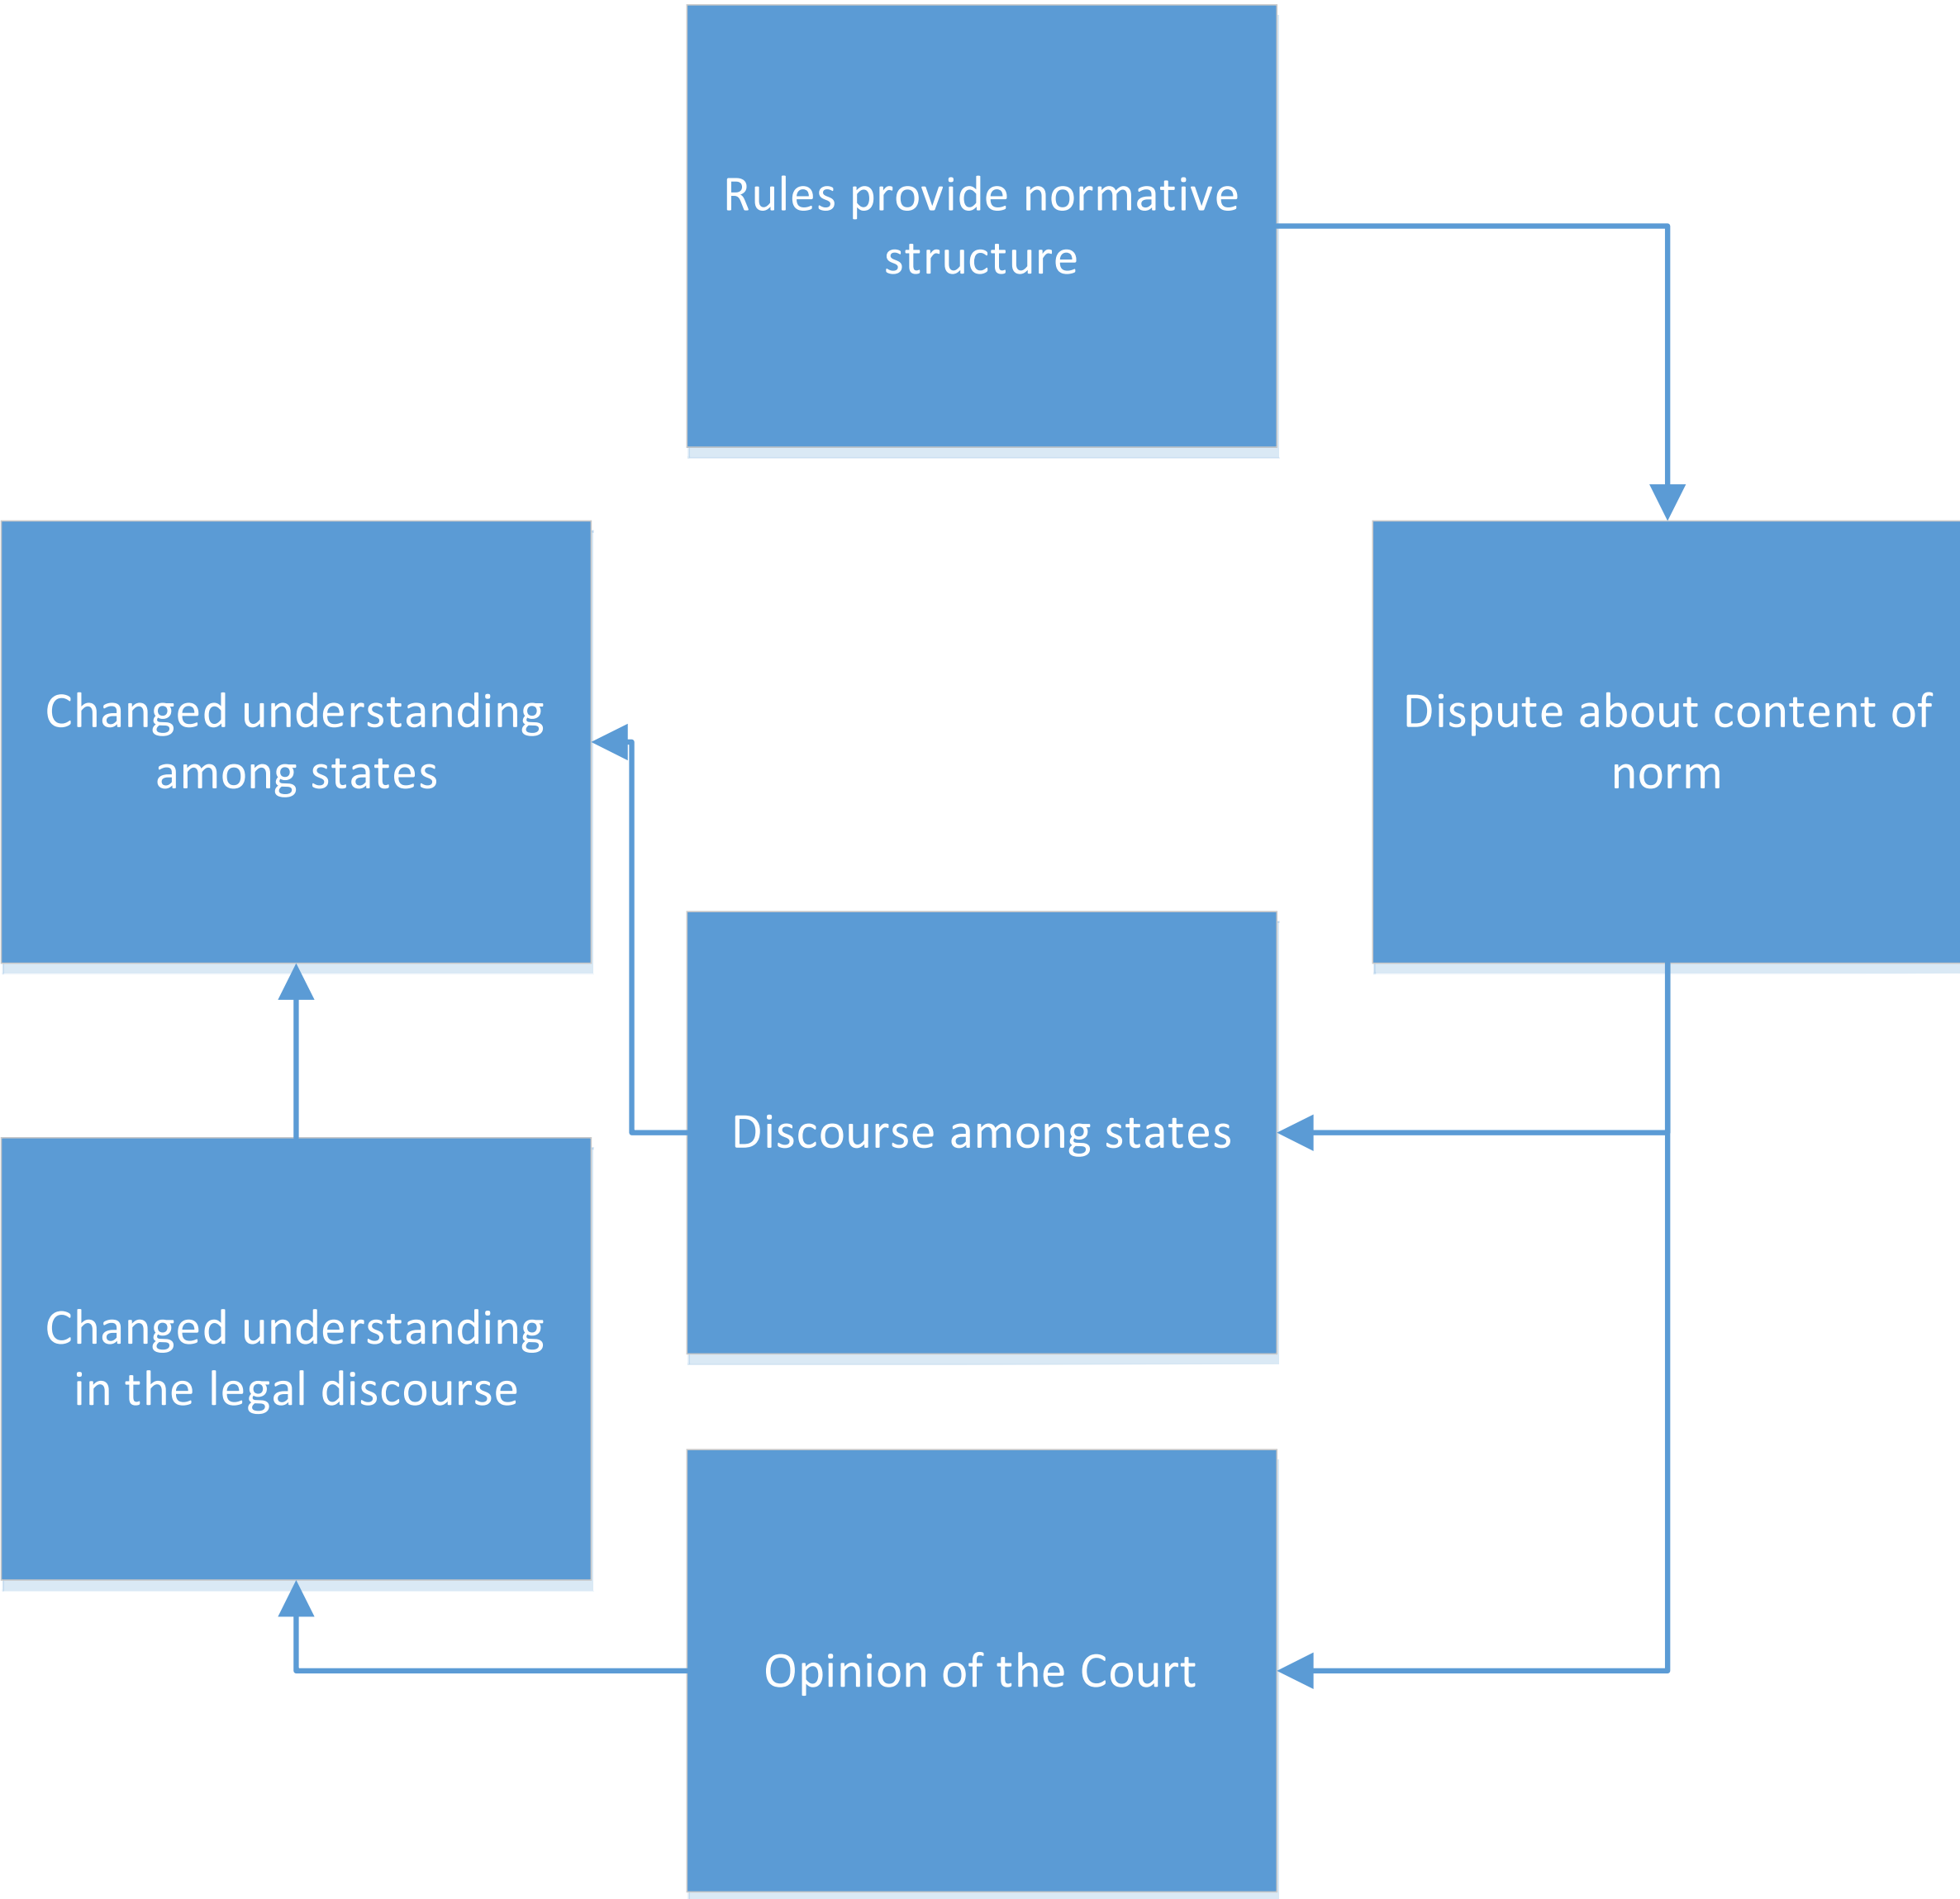 Rules provide normative
structure
Changed understanding
among states
Dispute about content of
norm
Discourse among states
Changed understanding
in the legal discourse
Opinion of the Court